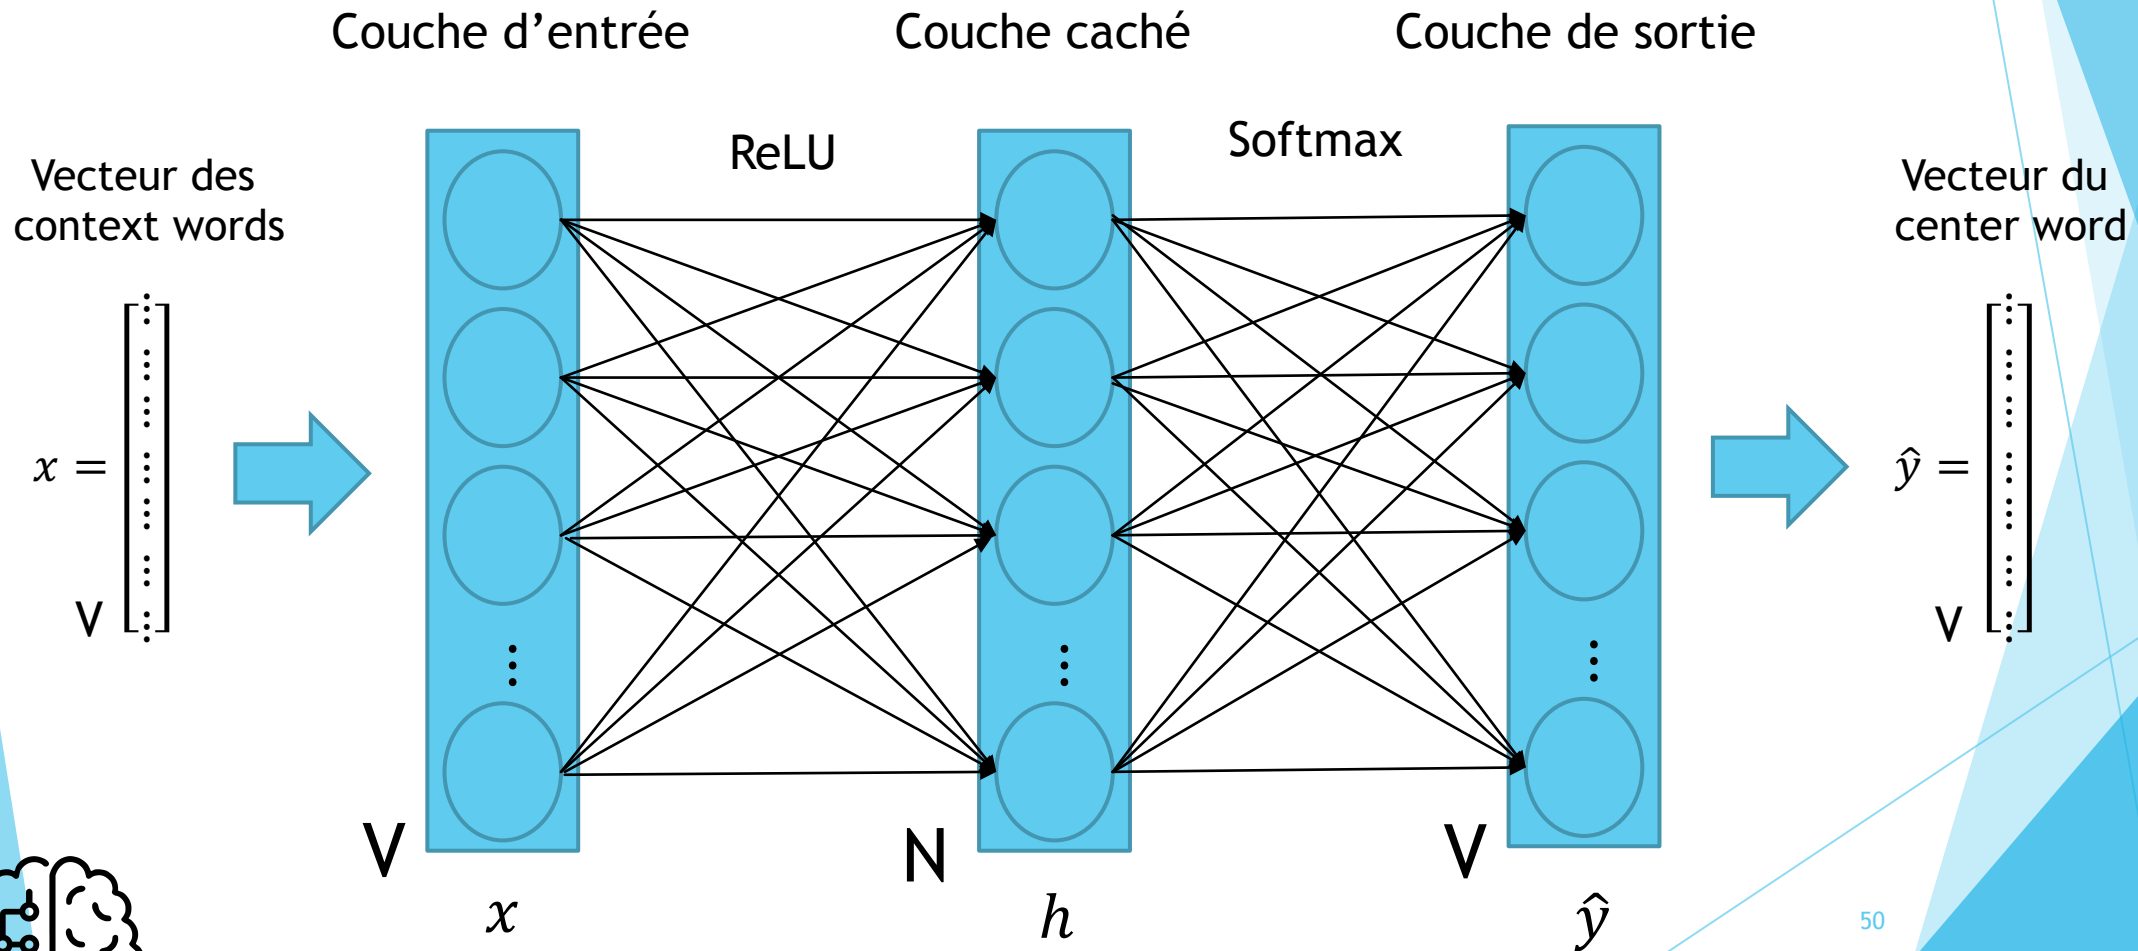 Couche d’entrée
Couche caché
Couche de sortie
ReLU
Softmax
Vecteur des
context words
Vecteur du
center word
x =
V
ŷ =
V
V
N
V
x
h
ŷ
50